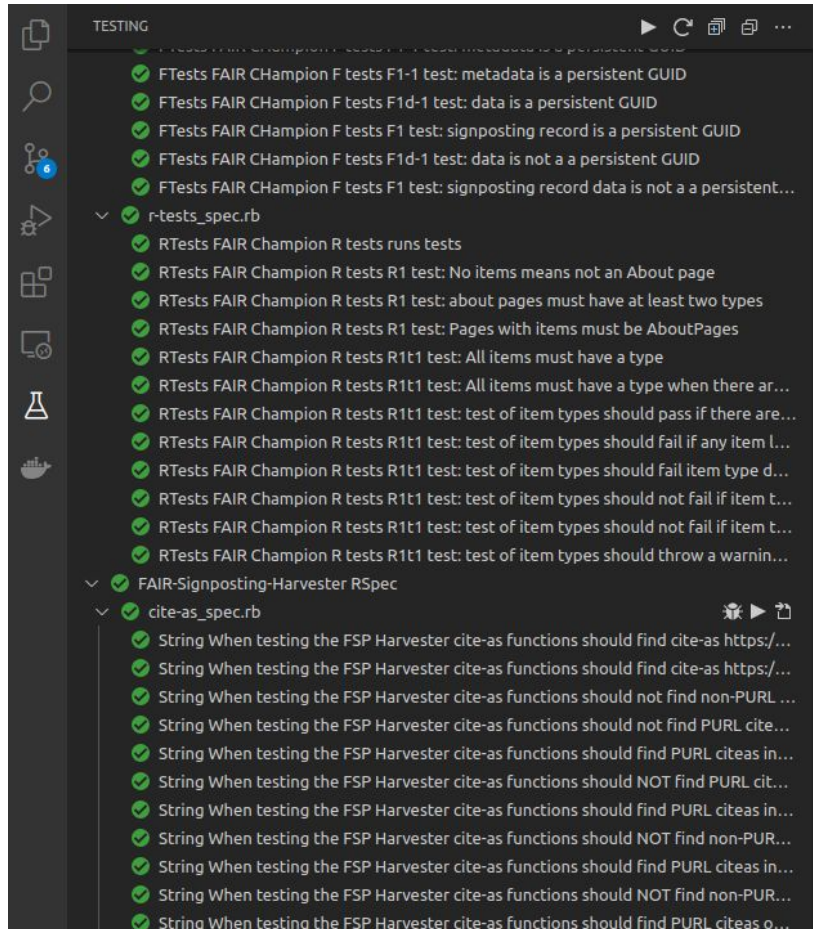 TESTING
FTests FAIR CHampion F tests F1-1 test: metadata is a persistent GUID
FTests FAIR CHampion F tests F1d-1 test: data is a persistent GUID
FTests FAIR CHampion F tests F1 test: signposting record is a persistent GUID
FTests FAIR CHampion F tests F1d-1 test: data is not a a persistent GUID
6
FTests FAIR CHampion F tests F1 test: signposting record data is not a a persistent...
r-tests_spec.rb
RTests FAIR Champion R tests runs tests
RTests FAIR Champion R tests R1 test: No items means not an About page
RTests FAIR Champion R tests R1 test: about pages must have at least two types
RTests FAIR Champion R tests R1 test: Pages with items must be AboutPages
RTests FAIR Champion R tests R1t1 test: All items must have a type
RTests FAIR Champion R tests R1t1 test: All items must have a type when there ar...
RTests FAIR Champion R tests R1t1 test: test of item types should pass if there are...
RTests FAIR Champion R tests R1t1 test: test of item types should fail if any item l...
RTests FAIR Champion R tests R1t1 test: test of item types should fail item type d...
RTests FAIR Champion R tests R1t1 test: test of item types should not fail if item t...
RTests FAIR Champion R tests R1t1 test: test of item types should not fail if item t...
RTests FAIR Champion R tests R1t1 test: test of item types should throw a warnin...
FAIR-Signposting-Harvester RSpec
cite-as_spec.rb
String When testing the FSP Harvester cite-as functions should find cite-as https:/...
String When testing the FSP Harvester cite-as functions should find cite-as https:/...
String When testing the FSP Harvester cite-as functions should not find non-PURL ...
String When testing the FSP Harvester cite-as functions should not find PURL cite...
String When testing the FSP Harvester cite-as functions should find PURL citeas in...
String When testing the FSP Harvester cite-as functions should NOT find PURL cit...
String When testing the FSP Harvester cite-as functions should find PURL citeas in...
String When testing the FSP Harvester cite-as functions should NOT find non-PUR...
String When testing the FSP Harvester cite-as functions should find PURL citeas in...
String When testing the FSP Harvester cite-as functions should NOT find non-PUR...
String When testing the FSP Harvester cite-as functions should find PURL citeas o...